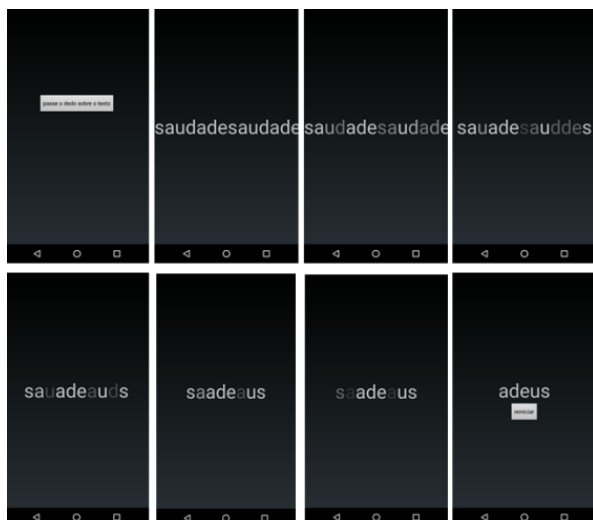 passe o dedo sobre o texto
saudadesaudade
saudadesaudade
sauadesauddes
sauadeauds
saadeaus
saadeaus
adeus
reiniciar